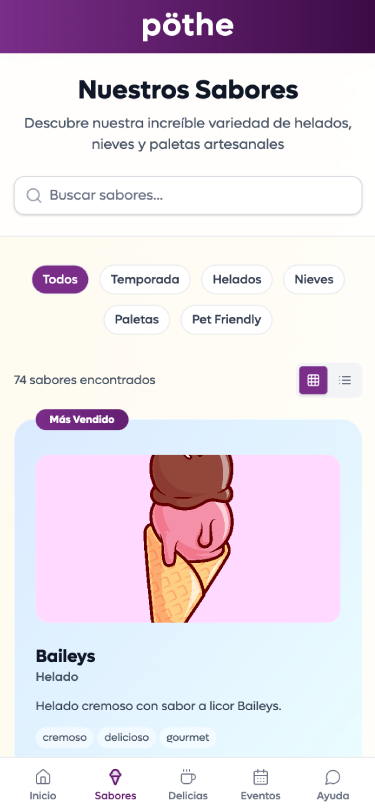 pöthe
Nuestros Sabores
Descubre nuestra increíble variedad de helados,
nieves y paletas artesanales
Buscar sabores...
Todos Temporada Helados Nieves
Paletas Pet Friendly
74 sabores encontrados
Más Vendido
Baileys
Helado
Helado cremoso con sabor a licor Baileys.
cremoso delicioso gourmet
Inicio Sabores Delicias Eventos Ayuda